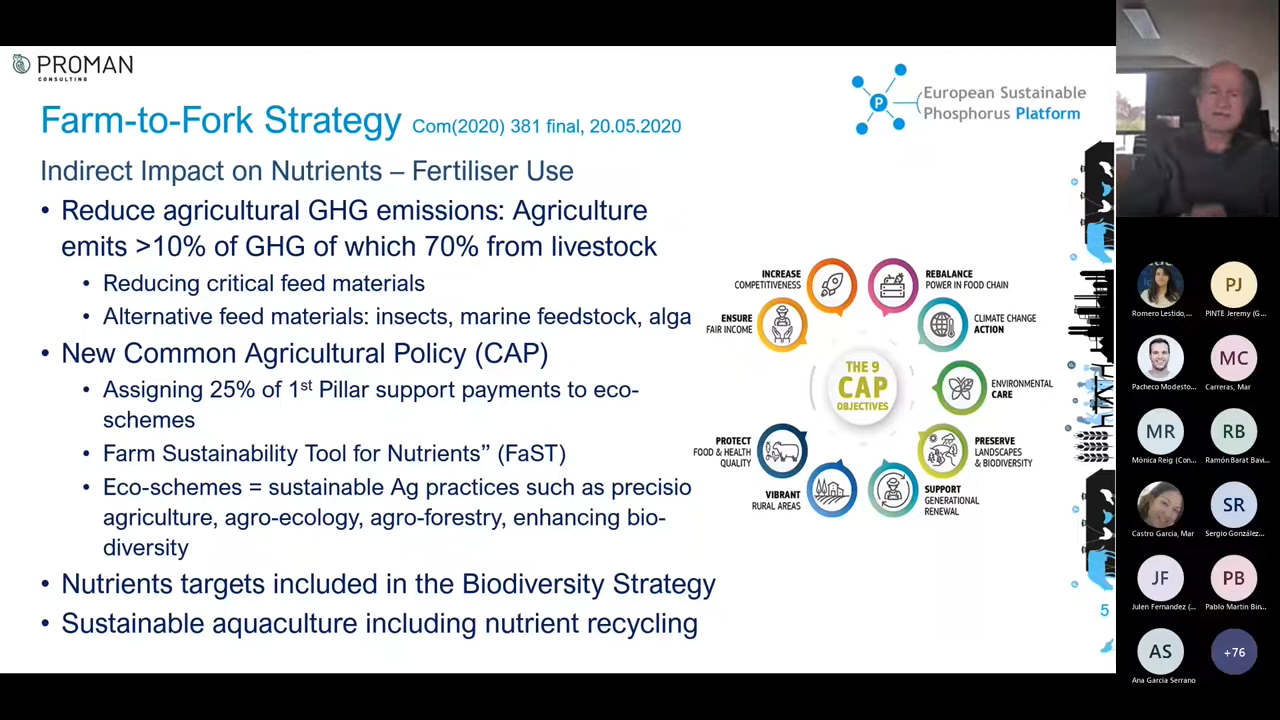 PROMAN
CONSULTING
European Sustainable
Phosphorus Platform
P
Farm-to-Fork Strategy Com(2020) 381 final, 20.05.2020
Indirect Impact on Nutrients – Fertiliser Use
• Reduce agricultural GHG emissions: Agriculture
emits >10% of GHG of which 70% from livestock
• Reducing critical feed materials
• Alternative feed materials: insects, marine feedstock, alga
• New Common Agricultural Policy (CAP)
• Assigning 25% of 1st Pillar support payments to eco-
schemes
• Farm Sustainability Tool for Nutrients” (FaST)
• Eco-schemes = sustainable Ag practices such as precisio
agriculture, agro-ecology, agro-forestry, enhancing bio-
diversity
• Nutrients targets included in the Biodiversity Strategy
• Sustainable aquaculture including nutrient recycling
INCREASE
COMPETITIVENESS
REBALANCE
POWER IN FOOD CHAIN
ENSURE
FAIR INCOME
CLIMATE CHANGE
ACTION
THE 9
CAP
OBJECTIVES
ENVIRONMENTAL
CARE
PROTECT
FOOD & HEALTH
QUALITY
PRESERVE
LANDSCAPES
& BIODIVERSITY
VIBRANT
RURAL AREAS
SUPPORT
GENERATIONAL
RENEWAL
5
Romero Lestido,...
PJ
PINTE Jeremy (G...
Pacheco Modesto...
MC
Carreras, Mar
MR
Mònica Reig (Con...
RB
Ramón Barat Bavi...
Castro Garcia, Mar
SR
Sergio González...
JF
Julen Fernandez (...
PB
Pablo Martin Bin...
AS
Ana Garcia Serrano
+76